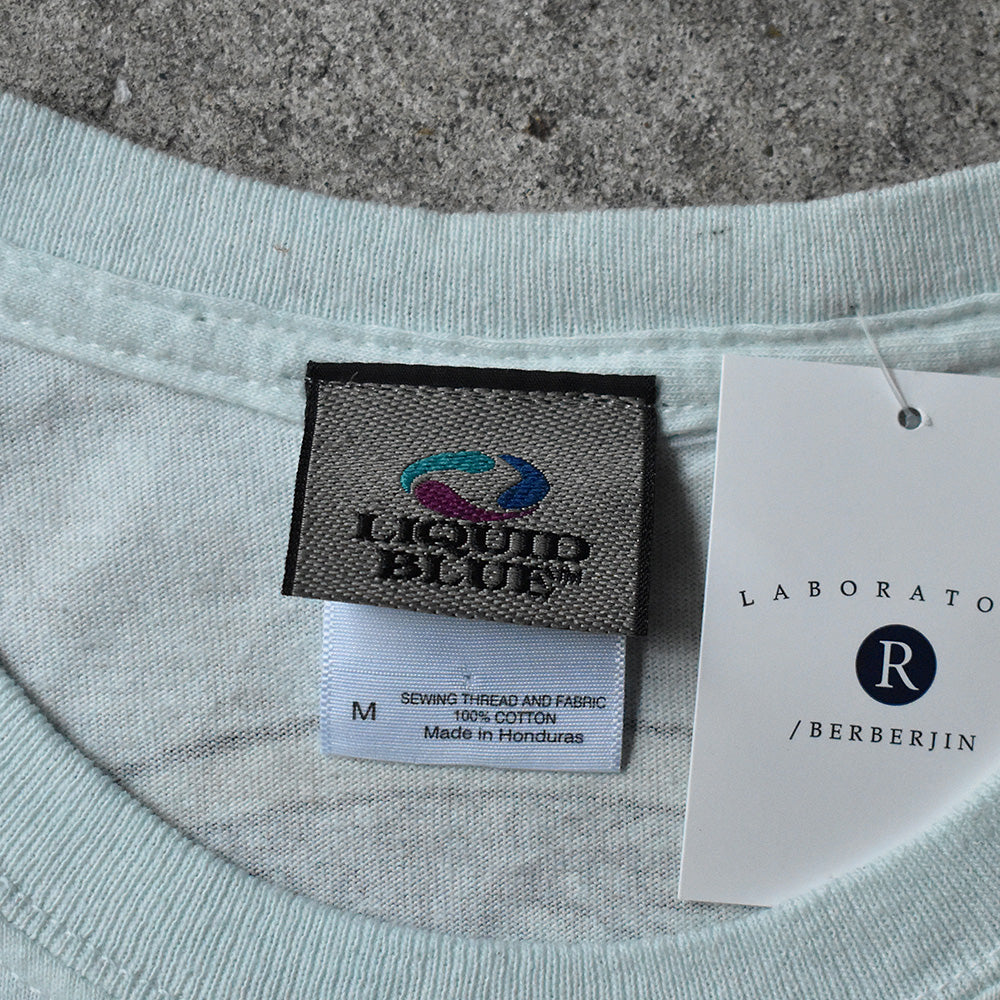 LIQUID
BLUE™
M
SEWING THREAD AND FABRIC
100% COTTON
Made in Honduras
LABORATO
R
/BERBERJIN